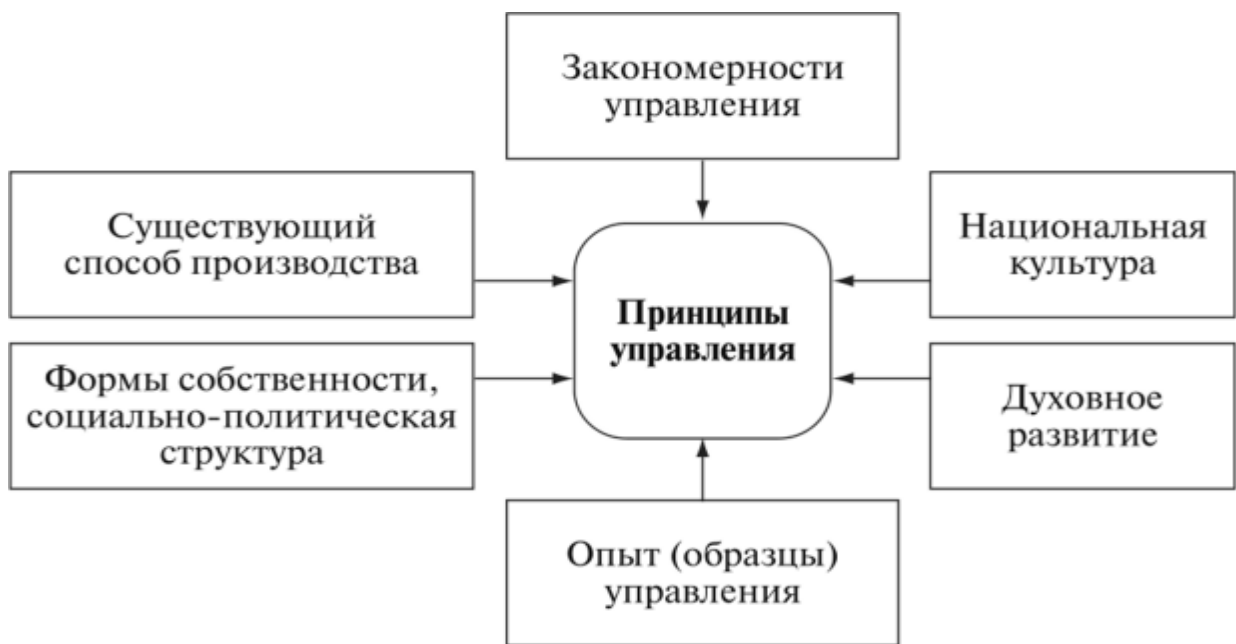 Закономерности
управления
Существующий
способ производства
Национальная
культура
Принципы
управления
Формы собственности,
социально-политическая
структура
Духовное
развитие
Опыт (образцы)
управления